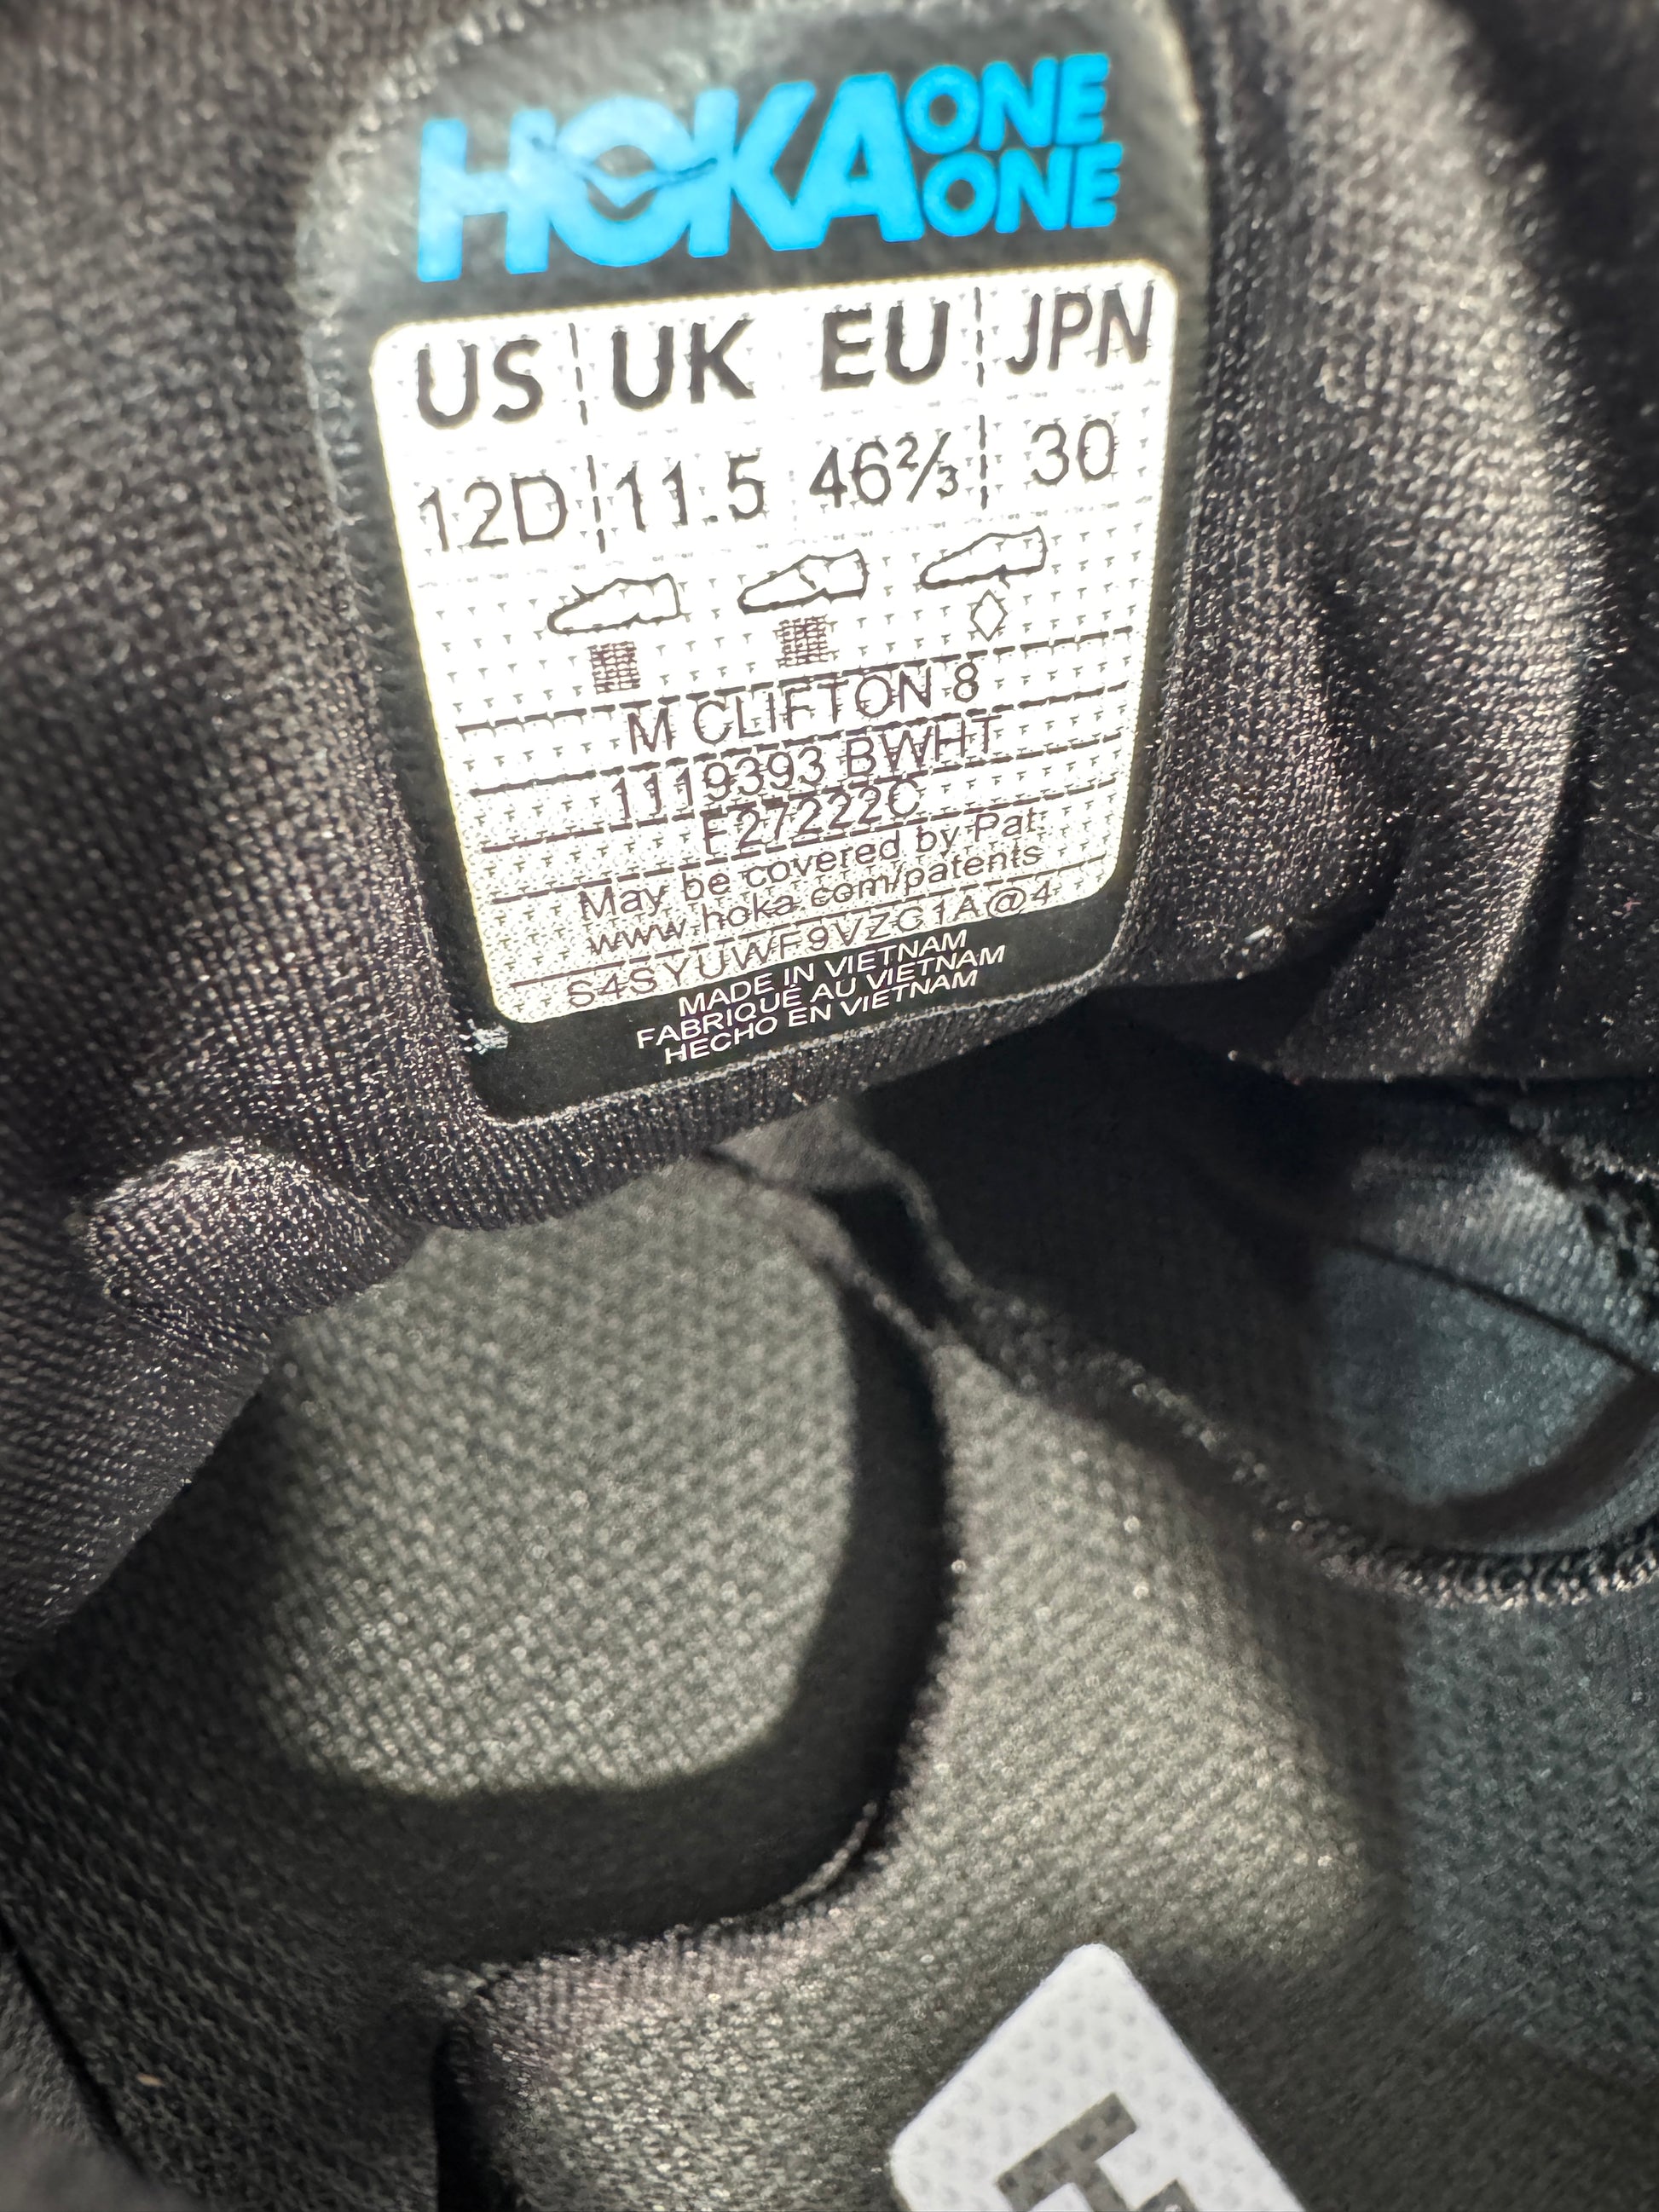 HOKA ONE ONE
US UK EU JPN
12D 11.5 46⅔ 30
M CLIFTON 8
1119393 BWHT
F27222C
May be covered by Pat:
www.hoka.com/patents
S4SYUWF9VZG1A@4
MADE IN VIETNAM
FABRIQUÉ AU VIETNAM
HECHO EN VIETNAM